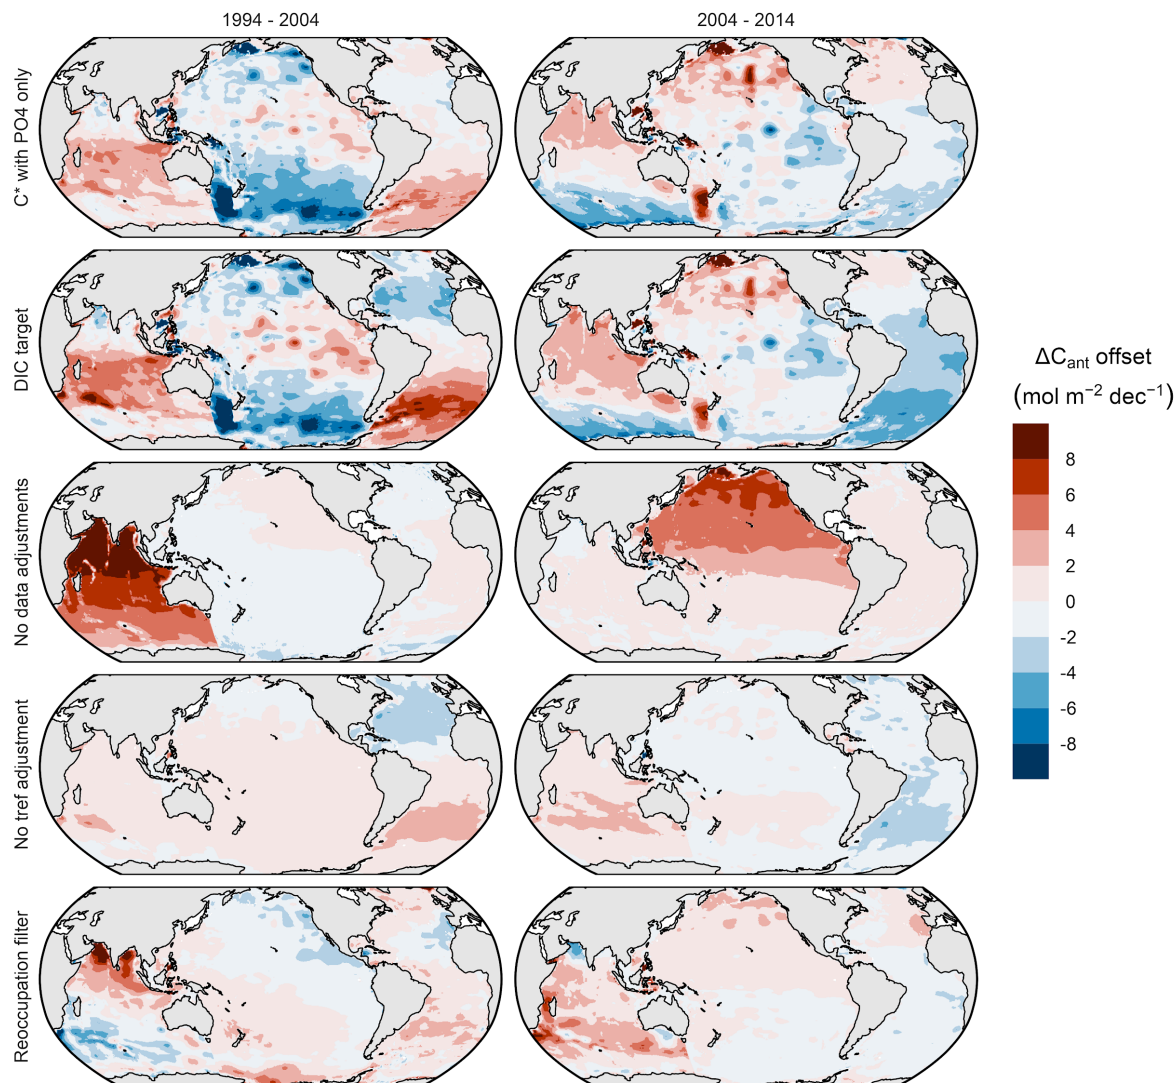 1994 - 2004
2004 - 2014
C* with PO4 only
DIC target
No data adjustments
No tref adjustment
Reoccupation filter
ΔCant offset
(mol m−2 dec−1)
8
6
4
2
0
-2
-4
-6
-8